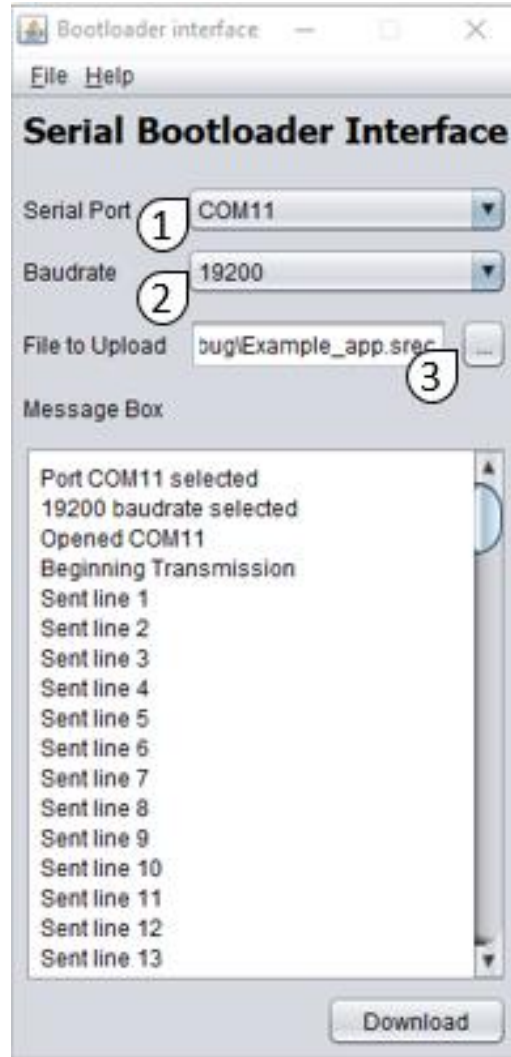 Bootloader interface
File Help
Serial Bootloader Interface
Serial Port 1 COM11
Baudrate 2 19200
File to Upload bug\Example_app.srec 3 ...
Message Box
Port COM11 selected
19200 baudrate selected
Opened COM11
Beginning Transmission
Sent line 1
Sent line 2
Sent line 3
Sent line 4
Sent line 5
Sent line 6
Sent line 7
Sent line 8
Sent line 9
Sent line 10
Sent line 11
Sent line 12
Sent line 13
Download